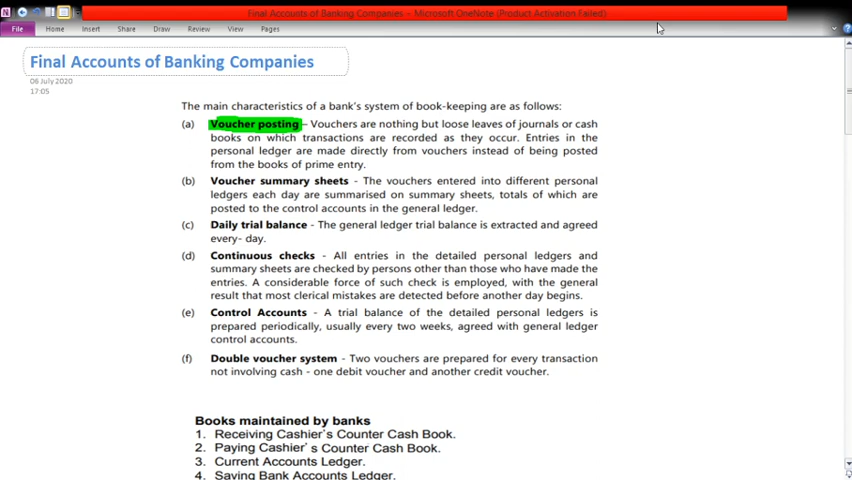 Final Accounts of Banking Companies - Microsoft OneNote (Product Activation Failed)
File Home Insert Share Draw Review View Pages
Final Accounts of Banking Companies
06 July 2020
17:05
The main characteristics of a bank's system of book-keeping are as follows:
(a) Voucher posting – Vouchers are nothing but loose leaves of journals or cash
books on which transactions are recorded as they occur. Entries in the
personal ledger are made directly from vouchers instead of being posted
from the books of prime entry.
(b) Voucher summary sheets - The vouchers entered into different personal
ledgers each day are summarised on summary sheets, totals of which are
posted to the control accounts in the general ledger.
(c) Daily trial balance - The general ledger trial balance is extracted and agreed
every- day.
(d) Continuous checks - All entries in the detailed personal ledgers and
summary sheets are checked by persons other than those who have made the
entries. A considerable force of such check is employed, with the general
result that most clerical mistakes are detected before another day begins.
(e) Control Accounts - A trial balance of the detailed personal ledgers is
prepared periodically, usually every two weeks, agreed with general ledger
control accounts.
(f) Double voucher system - Two vouchers are prepared for every transaction
not involving cash - one debit voucher and another credit voucher.
Books maintained by banks
1. Receiving Cashier's Counter Cash Book.
2. Paying Cashier' s Counter Cash Book.
3. Current Accounts Ledger.
4. Saving Bank Accounts Ledger.